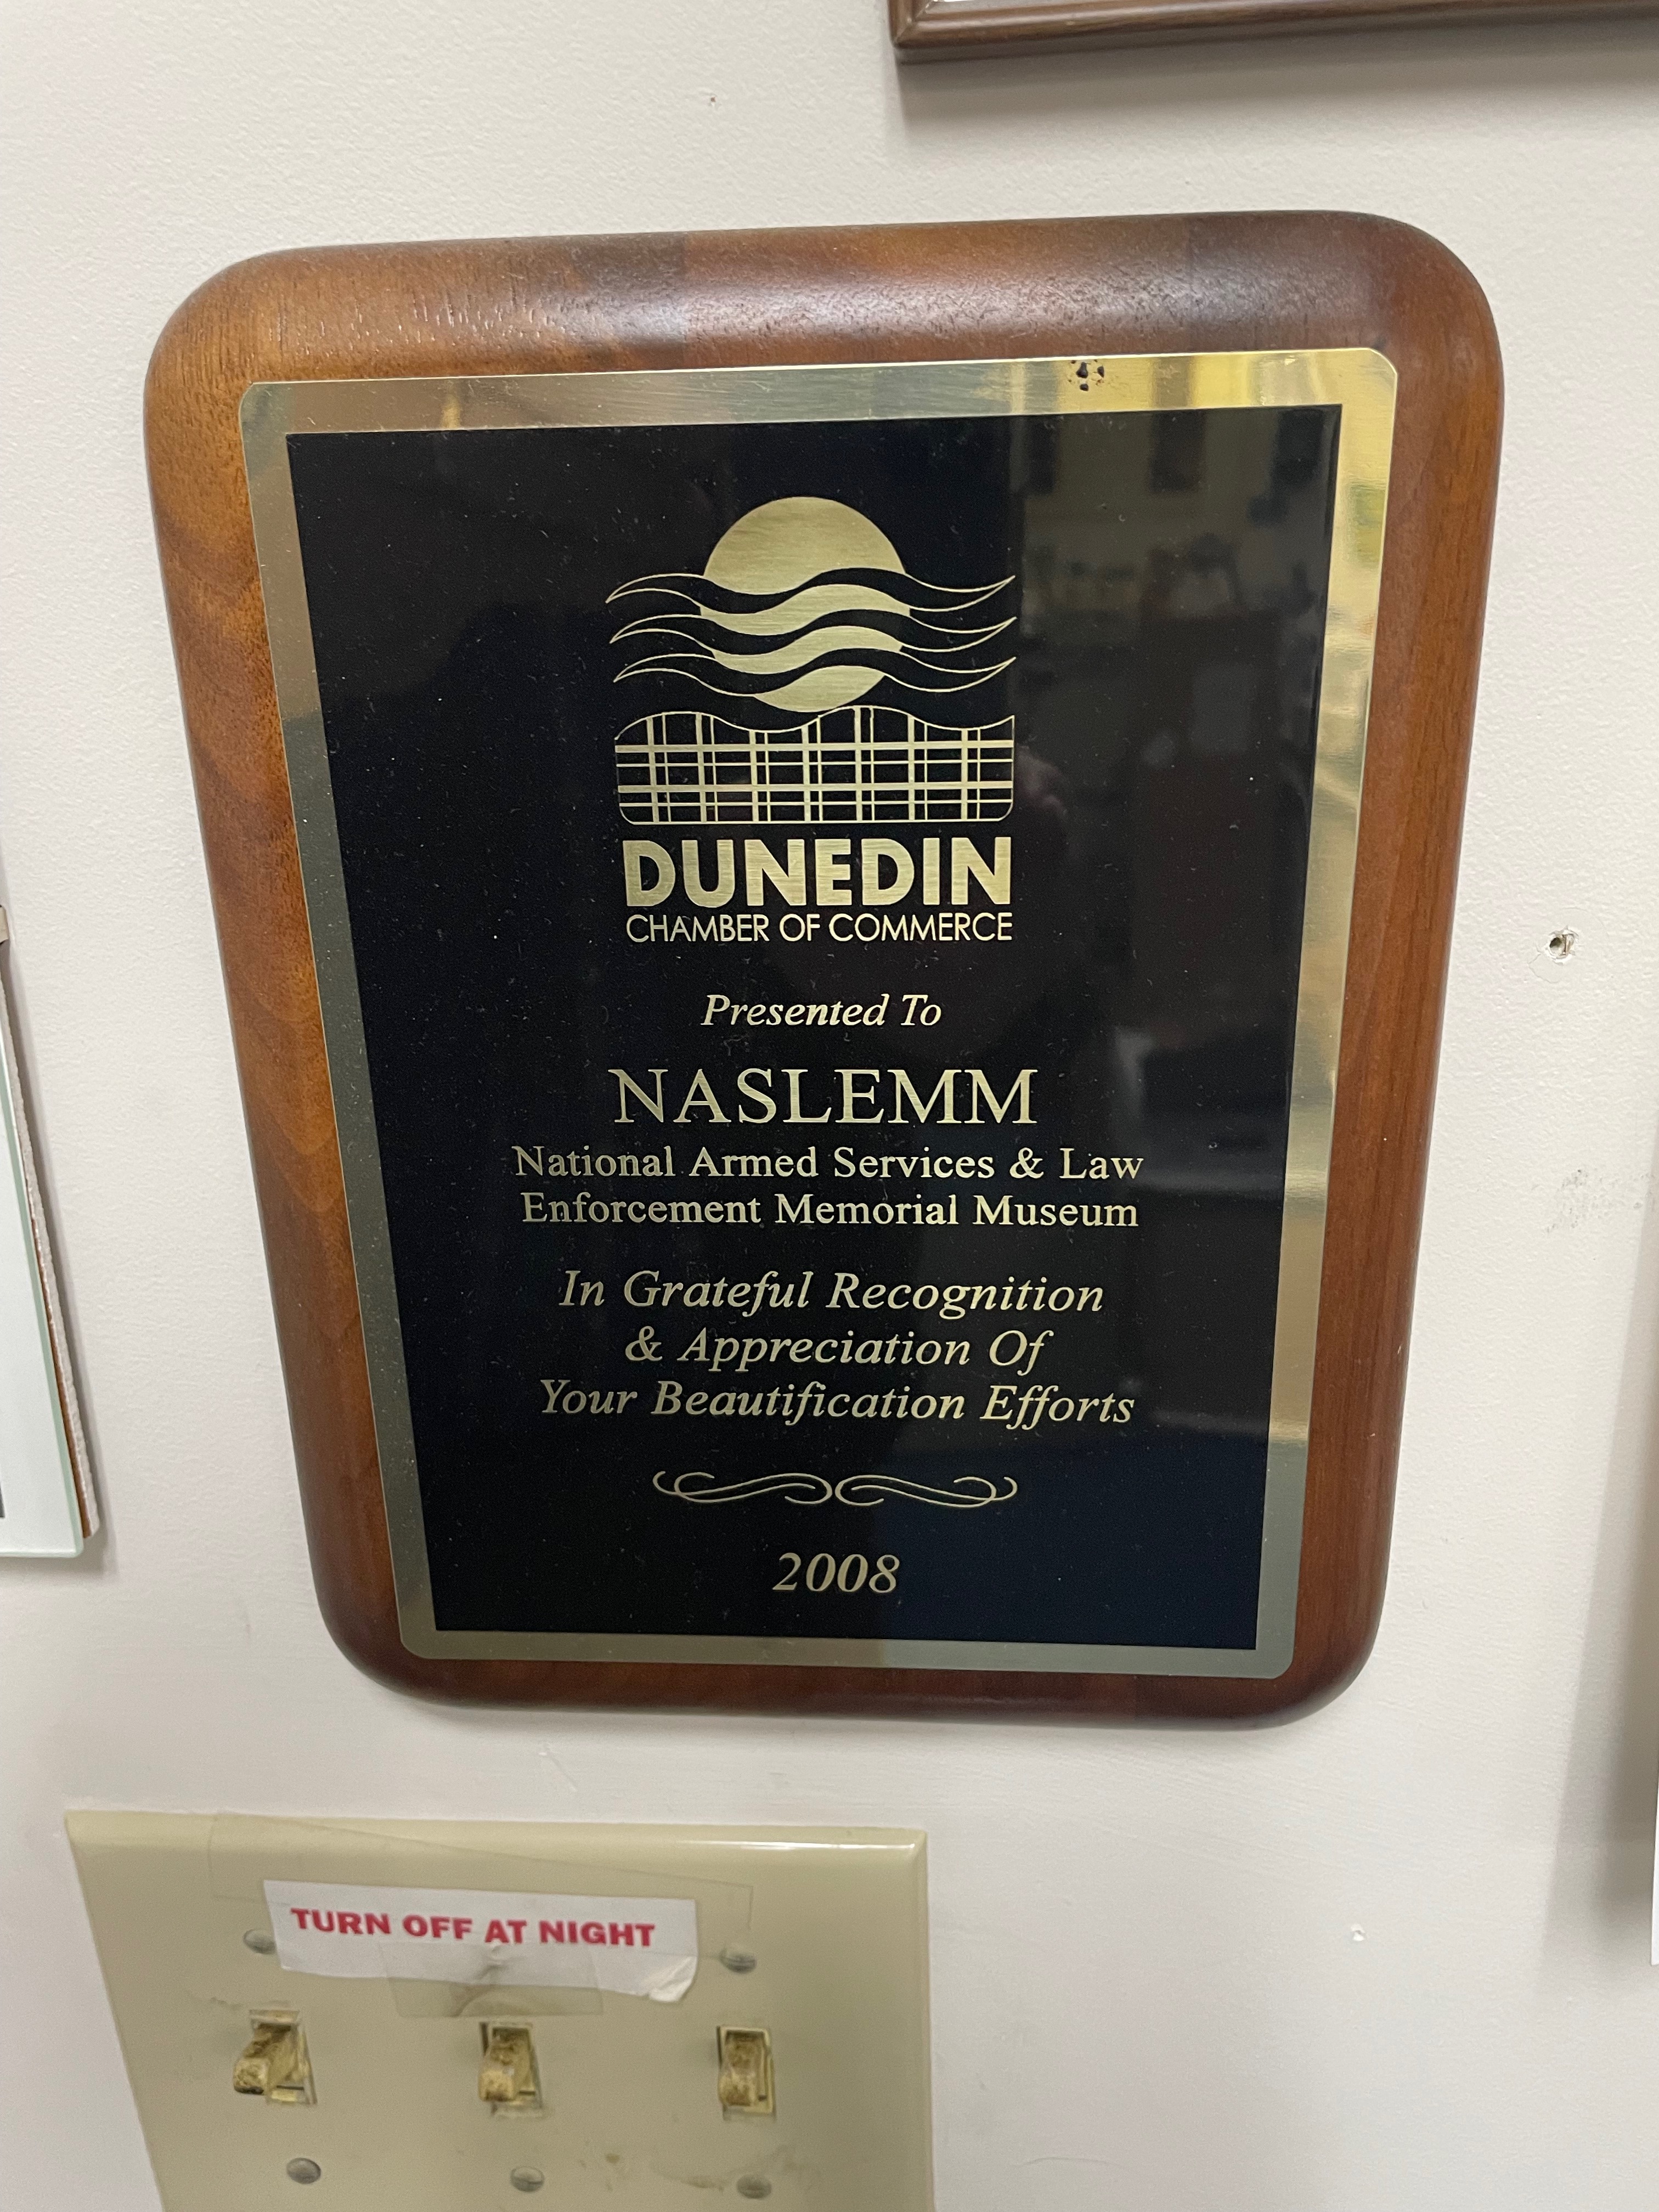 DUNEDIN
CHAMBER OF COMMERCE
Presented To
NASLEMM
National Armed Services & Law
Enforcement Memorial Museum
In Grateful Recognition
& Appreciation Of
Your Beautification Efforts
2008
TURN OFF AT NIGHT